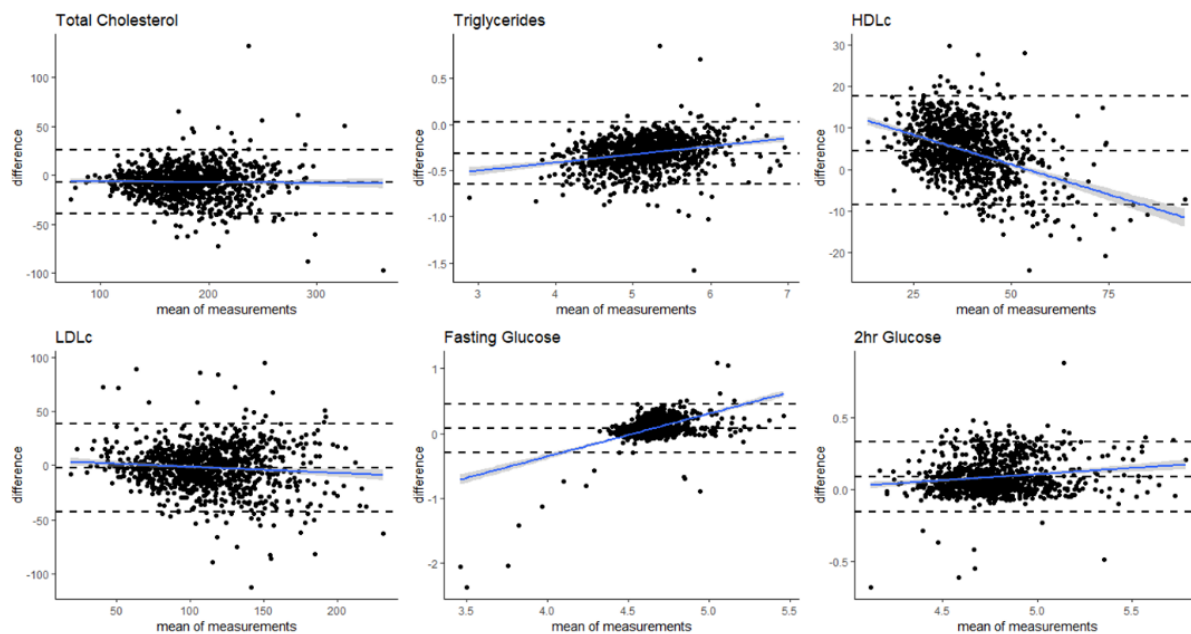 Total Cholesterol
difference
100
50
0
-50
-100
100
200
300
mean of measurements
Triglycerides
difference
0.5
0.0
-0.5
-1.0
-1.5
3
4
5
6
7
mean of measurements
HDLc
difference
30
20
10
0
-10
-20
25
50
75
mean of measurements
LDLc
difference
100
50
0
-50
-100
50
100
150
200
mean of measurements
Fasting Glucose
difference
1
0
-1
-2
3.5
4.0
4.5
5.0
5.5
mean of measurements
2hr Glucose
difference
0.5
0.0
-0.5
4.5
5.0
5.5
mean of measurements